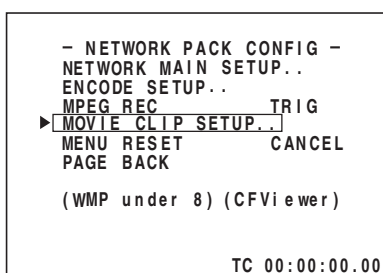 – NETWORK PACK CONFIG –
NETWORK MAIN SETUP..
ENCODE SETUP..
MPEG REC TRIG
MOVIE CLIP SETUP..
MENU RESET CANCEL
PAGE BACK
(WMP under 8) (CFViewer)
TC 00:00:00.00